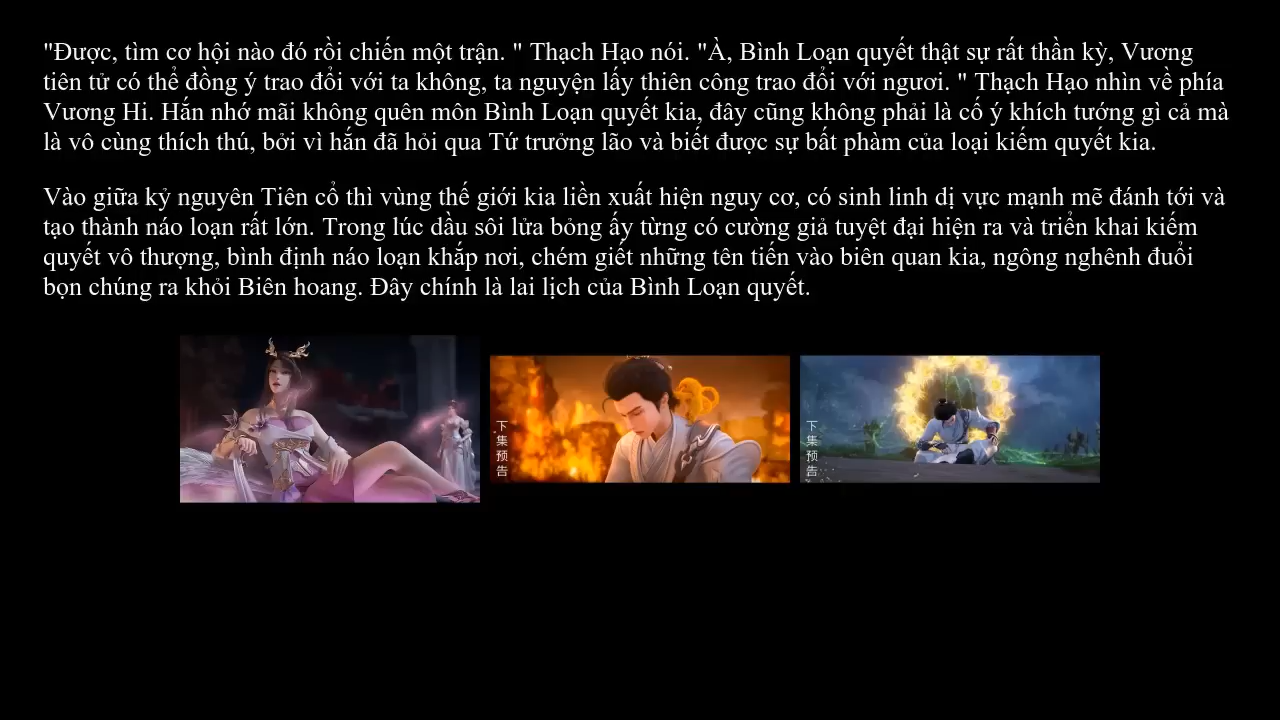 "Được, tìm cơ hội nào đó rồi chiến một trận. " Thạch Hạo nói. "À, Bình Loạn quyết thật sự rất thần kỳ, Vương
tiên tử có thể đồng ý trao đổi với ta không, ta nguyện lấy thiên công trao đổi với ngươi. " Thạch Hạo nhìn về phía
Vương Hi. Hắn nhớ mãi không quên môn Bình Loạn quyết kia, đây cũng không phải là cố ý khích tướng gì cả mà
là vô cùng thích thú, bởi vì hắn đã hỏi qua Tứ trưởng lão và biết được sự bất phàm của loại kiếm quyết kia.
Vào giữa kỷ nguyên Tiên cổ thì vùng thế giới kia liền xuất hiện nguy cơ, có sinh linh dị vực mạnh mẽ đánh tới và
tạo thành náo loạn rất lớn. Trong lúc dầu sôi lửa bỏng ấy từng có cường giả tuyệt đại hiện ra và triển khai kiếm
quyết vô thượng, bình định náo loạn khắp nơi, chém giết những tên tiến vào biên quan kia, ngông nghênh đuổi
bọn chúng ra khỏi Biên hoang. Đây chính là lai lịch của Bình Loạn quyết.
下集预告
下集预告